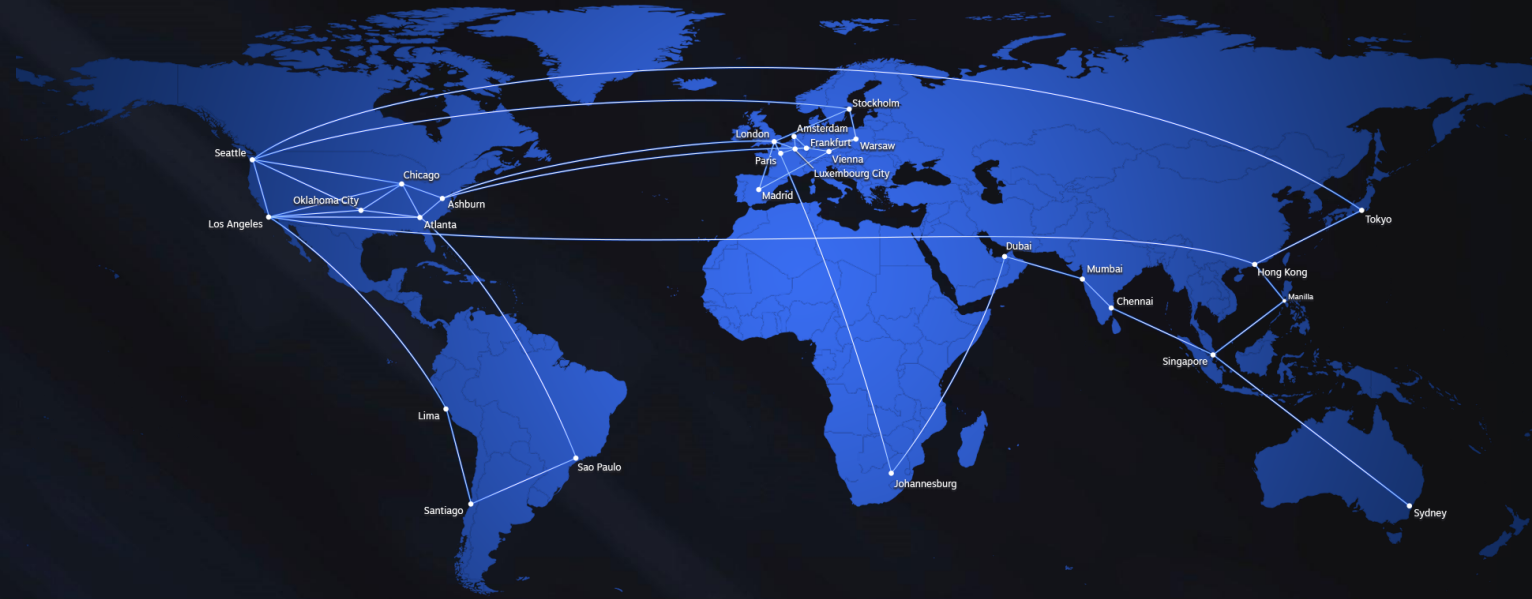 Stockholm
Amsterdam
London
Frankfurt
Warsaw
Seattle
Paris
Vienna
Chicago
Luxembourg City
Madrid
Oklahoma City
Ashburn
Los Angeles
Atlanta
Tokyo
Dubai
Mumbai
Hong Kong
Manilla
Chennai
Singapore
Lima
Sao Paulo
Johannesburg
Santiago
Sydney